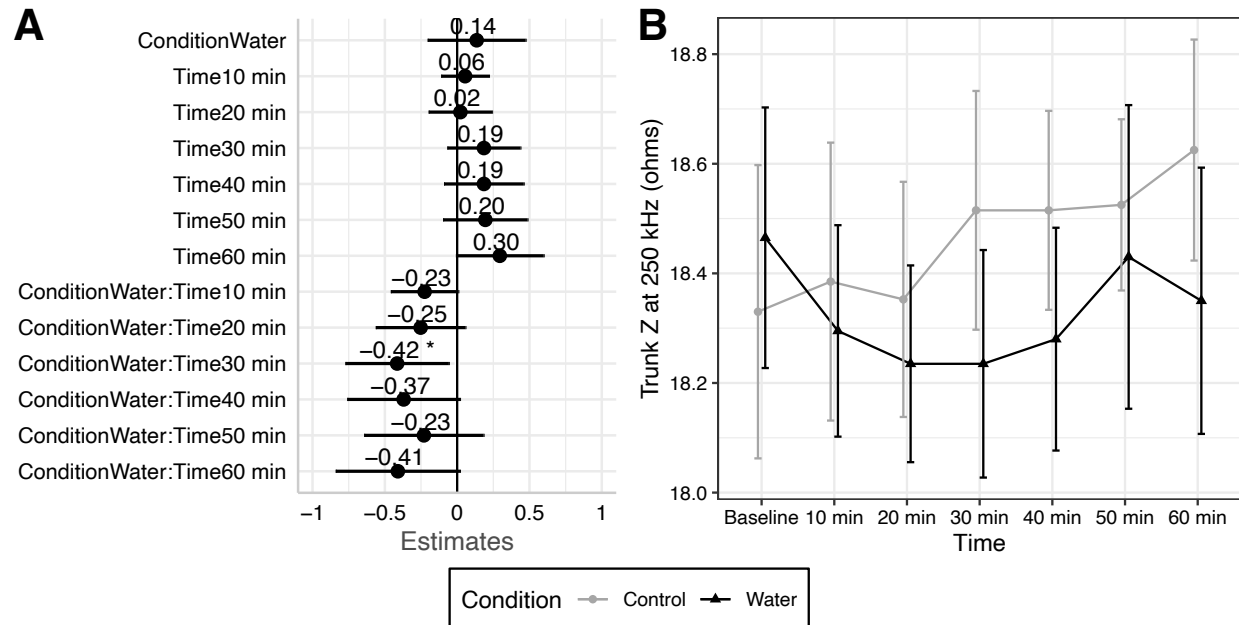 A
ConditionWater
0.14
Time10 min
0.06
Time20 min
0.02
Time30 min
0.19
Time40 min
0.19
Time50 min
0.20
Time60 min
0.30
ConditionWater:Time10 min
−0.23
ConditionWater:Time20 min
−0.25
ConditionWater:Time30 min
−0.42 *
ConditionWater:Time40 min
−0.37
ConditionWater:Time50 min
−0.23
ConditionWater:Time60 min
−0.41
−1 −0.5 0 0.5 1
Estimates
B
Trunk Z at 250 kHz (ohms)
18.8
18.6
18.4
18.2
18.0
Baseline 10 min 20 min 30 min 40 min 50 min 60 min
Time
Condition Control Water